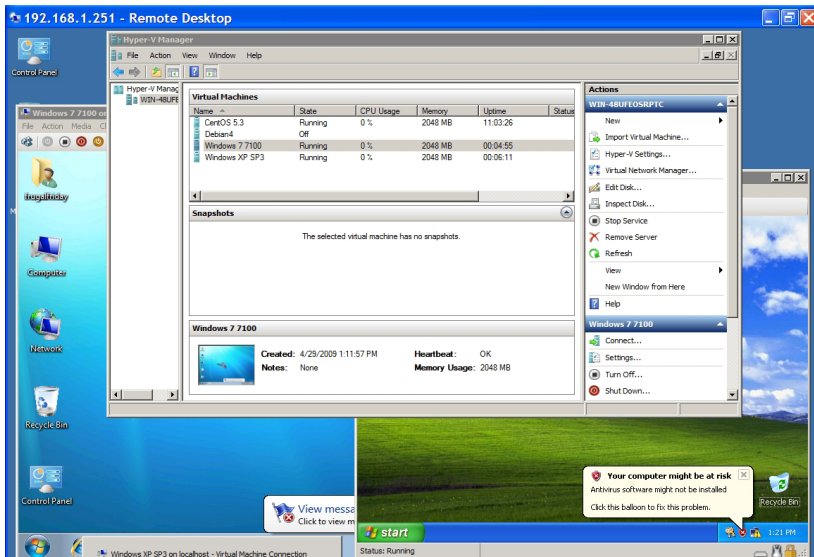 192.168.1.251 - Remote Desktop
Control Panel
Hyper-V Manager
File Action View Window Help
Hyper-V Manag
WIN-48UFE
Virtual Machines
Name State CPU Usage Memory Uptime Status
CentOS 5.3 Running 0 % 2048 MB 11:03:26
Debian4 Off
Windows 7 7100 Running 0 % 2048 MB 00:04:55
Windows XP SP3 Running 0 % 2048 MB 00:06:11
Snapshots
The selected virtual machine has no snapshots.
Windows 7 7100
Created: 4/29/2009 1:11:57 PM Heartbeat: OK
Notes: None Memory Usage: 2048 MB
Actions
WIN-48UFEOSRPTC
New
Import Virtual Machine...
Hyper-V Settings...
Virtual Network Manager...
Edit Disk...
Inspect Disk...
Stop Service
Remove Server
Refresh
View
New Window from Here
Help
Windows 7 7100
Connect...
Settings...
Turn Off...
Shut Down...
Windows 7 7100 on
File Action Media Cl
frugalfriday
Computer
Network
Recycle Bin
Control Panel
View messa
Click to view m
Windows XP SP3 on localhost - Virtual Machine Connection
Your computer might be at risk
Antivirus software might not be installed
Click this balloon to fix this problem.
Recycle Bin
start
1:21 PM
Status: Running